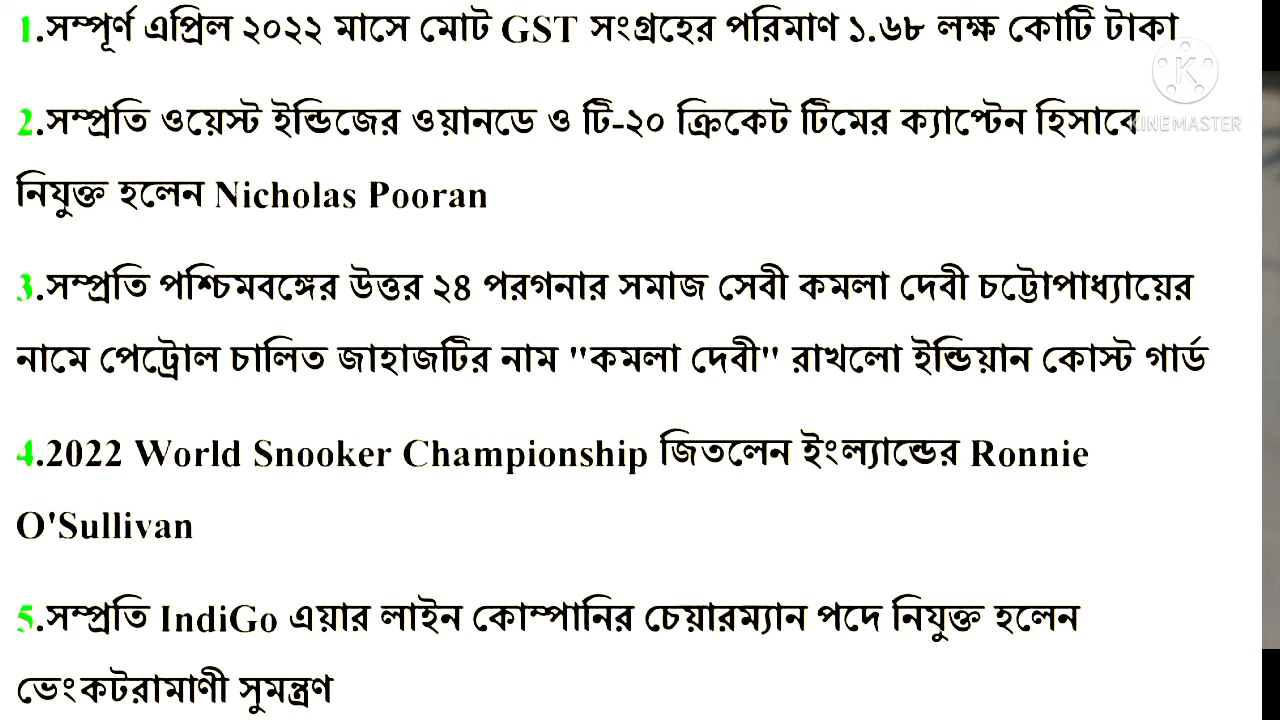 1.সম্পূর্ণ এপ্রিল ২০২২ মাসে মোট GST সংগ্রহের পরিমাণ ১.৬৮ লক্ষ কোটি টাকা
2.সম্প্রতি ওয়েস্ট ইন্ডিজের ওয়ানডে ও টি-২০ ক্রিকেট টিমের ক্যাপ্টেন হিসাবে
নিযুক্ত হলেন Nicholas Pooran
3.সম্প্রতি পশ্চিমবঙ্গের উত্তর ২৪ পরগনার সমাজ সেবী কমলা দেবী চট্টোপাধ্যায়ের
নামে পেট্রোল চালিত জাহাজটির নাম "কমলা দেবী" রাখলো ইন্ডিয়ান কোস্ট গার্ড
4.2022 World Snooker Championship জিতলেন ইংল্যান্ডের Ronnie
O'Sullivan
5.সম্প্রতি IndiGo এয়ার লাইন কোম্পানির চেয়ারম্যান পদে নিযুক্ত হলেন
ভেংকটরামাণী সুমন্ত্রণ
K
KINEMASTER